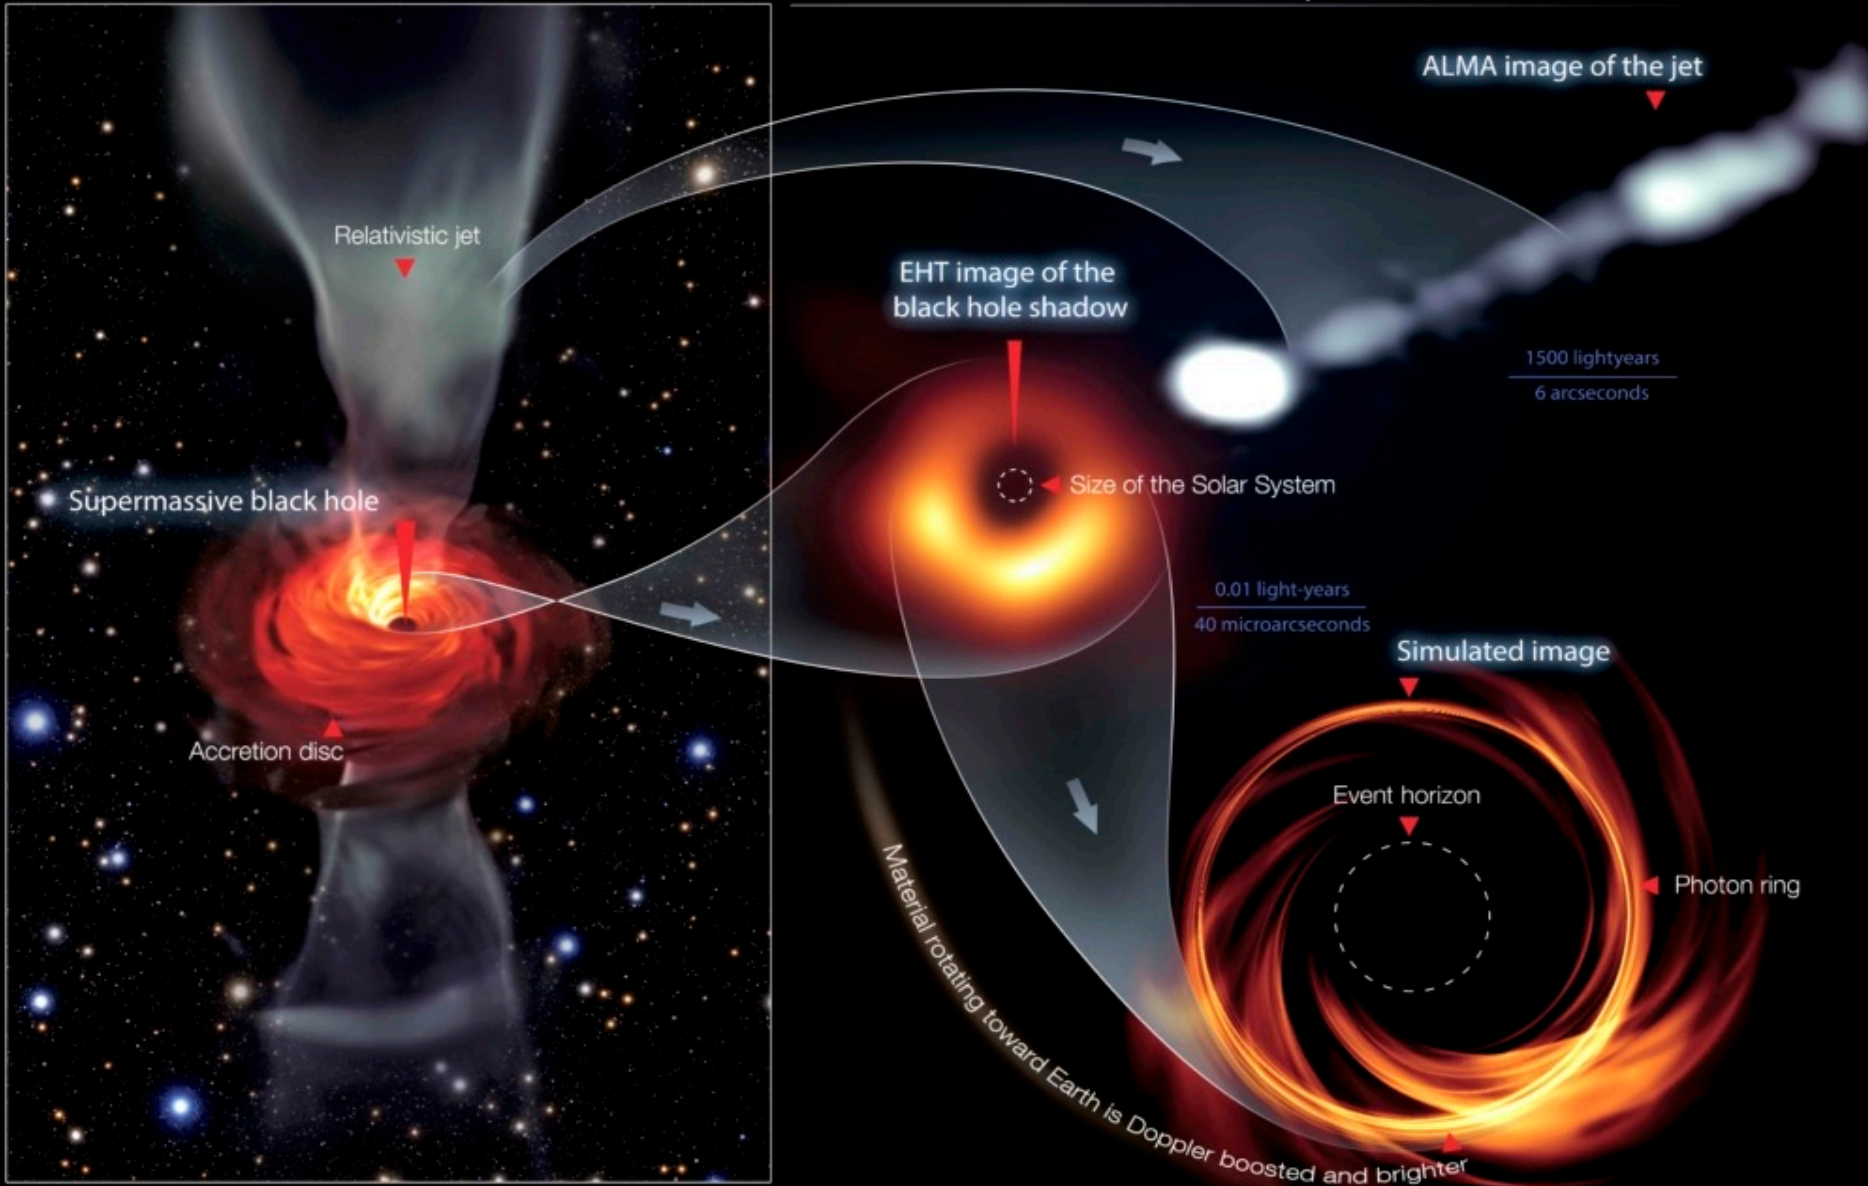 Relativistic jet
Supermassive black hole
Accretion disc
ALMA image of the jet
EHT image of the
black hole shadow
1500 lightyears
6 arcseconds
Size of the Solar System
0.01 light-years
40 microarcseconds
Simulated image
Event horizon
Photon ring
Material rotating toward Earth is Doppler boosted and brighter